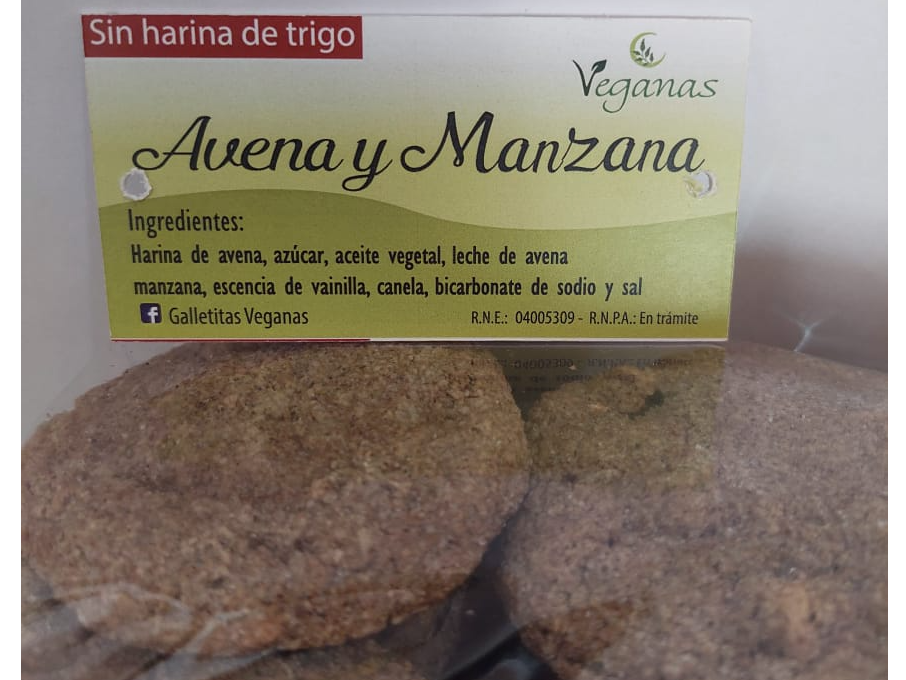 Sin harina de trigo
Veganas
Avena y Manzana
Ingredientes:
Harina de avena, azúcar, aceite vegetal, leche de avena
manzana, escencia de vainilla, canela, bicarbonate de sodio y sal
f Galletitas Veganas
R.N.E.: 04005309 - R.N.P.A.: En trámite